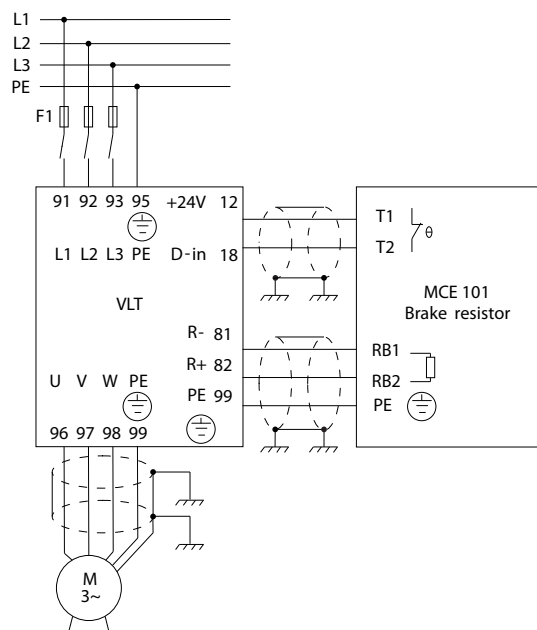 L1
L2
L3
PE
F1
91 92 93 95 +24V 12
L1 L2 L3 PE D-in 18
VLT
R- 81
R+ 82
U V W PE
PE 99
96 97 98 99
T1
θ
T2
MCE 101
Brake resistor
RB1
RB2
PE
M
3~